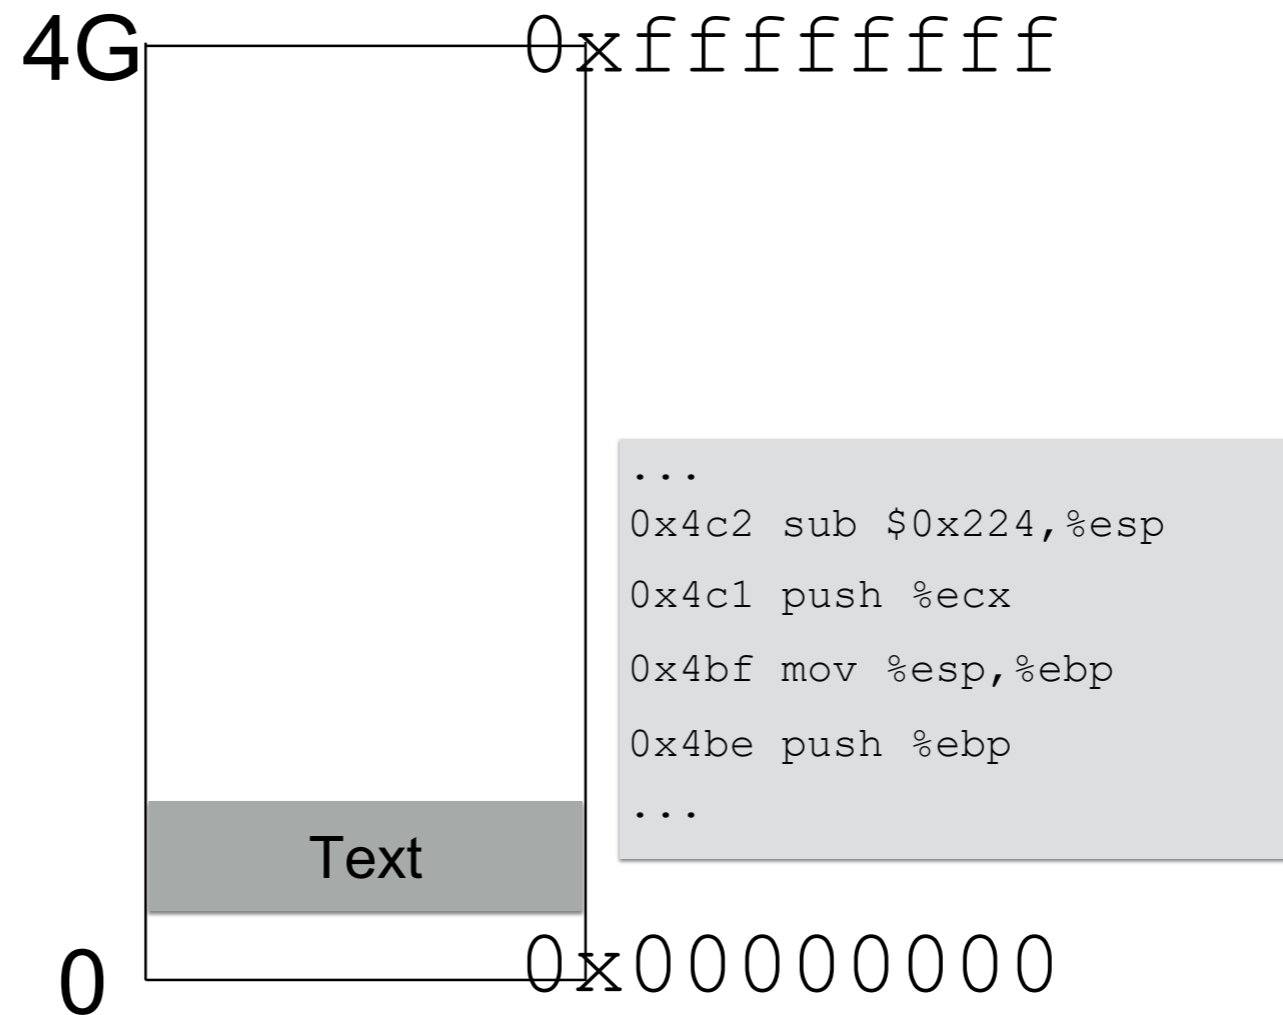 4G
0xffffffff
...
0x4c2 sub $0x224,%esp
0x4c1 push %ecx
0x4bf mov %esp,%ebp
0x4be push %ebp
...
Text
0
0x00000000